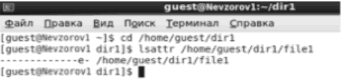 guest@Nevzorov1:~/dir1
Файл Правка Вид Поиск Терминал Справка
[guest@Nevzorov1 ~]$ cd /home/guest/dir1
[guest@Nevzorov1 dir1]$ lsattr /home/guest/dir1/file1
-------------e- /home/guest/dir1/file1
[guest@Nevzorov1 dir1]$